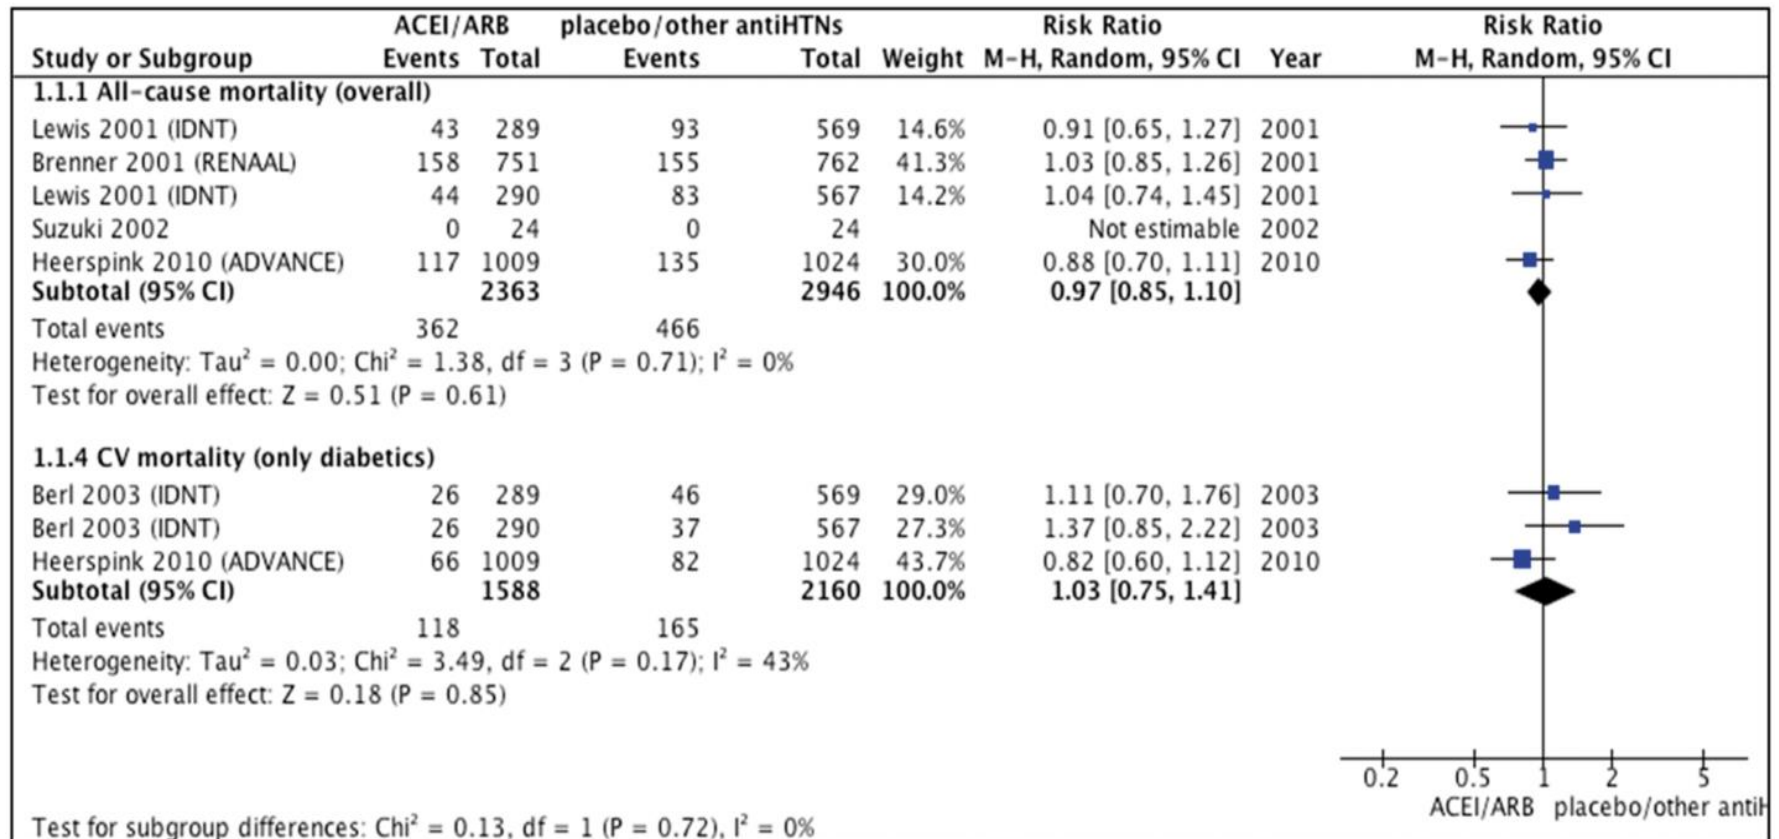 ACEI/ARB placebo/other antiHTNs Risk Ratio Risk Ratio
Study or Subgroup Events Total Events Total Weight M-H, Random, 95% CI Year M-H, Random, 95% CI
1.1.1 All-cause mortality (overall)
Lewis 2001 (IDNT) 43 289 93 569 14.6% 0.91 [0.65, 1.27] 2001
Brenner 2001 (RENAAL) 158 751 155 762 41.3% 1.03 [0.85, 1.26] 2001
Lewis 2001 (IDNT) 44 290 83 567 14.2% 1.04 [0.74, 1.45] 2001
Suzuki 2002 0 24 0 24 Not estimable 2002
Heerspink 2010 (ADVANCE) 117 1009 135 1024 30.0% 0.88 [0.70, 1.11] 2010
Subtotal (95% CI) 2363 2946 100.0% 0.97 [0.85, 1.10]
Total events 362 466
Heterogeneity: Tau² = 0.00; Chi² = 1.38, df = 3 (P = 0.71); I² = 0%
Test for overall effect: Z = 0.51 (P = 0.61)
1.1.4 CV mortality (only diabetics)
Berl 2003 (IDNT) 26 289 46 569 29.0% 1.11 [0.70, 1.76] 2003
Berl 2003 (IDNT) 26 290 37 567 27.3% 1.37 [0.85, 2.22] 2003
Heerspink 2010 (ADVANCE) 66 1009 82 1024 43.7% 0.82 [0.60, 1.12] 2010
Subtotal (95% CI) 1588 2160 100.0% 1.03 [0.75, 1.41]
Total events 118 165
Heterogeneity: Tau² = 0.03; Chi² = 3.49, df = 2 (P = 0.17); I² = 43%
Test for overall effect: Z = 0.18 (P = 0.85)
0.2 0.5 1 2 5
ACEI/ARB placebo/other antiH
Test for subgroup differences: Chi² = 0.13, df = 1 (P = 0.72), I² = 0%